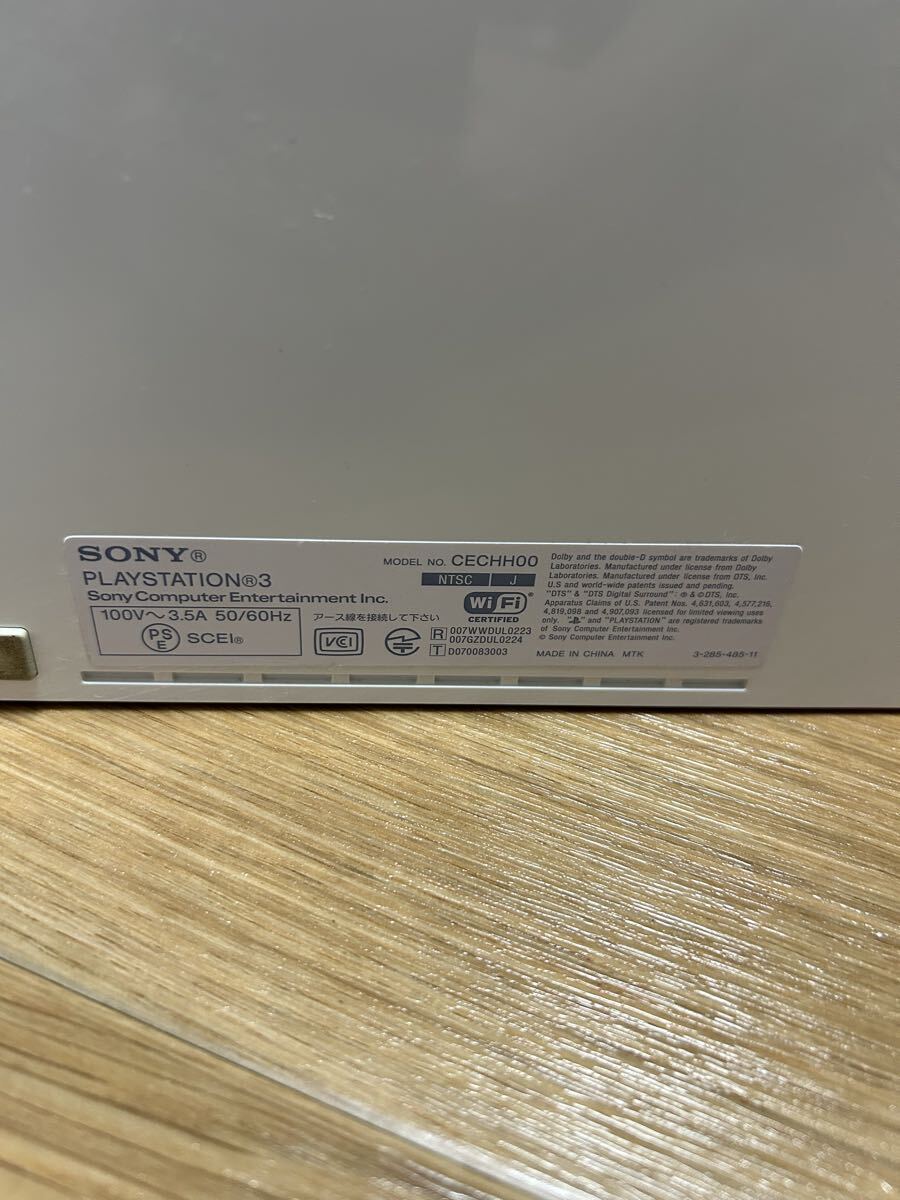 SONY®
PLAYSTATION®3
Sony Computer Entertainment Inc.
100V～3.5A 50/60Hz
PSE SCEI®
MODEL NO. CECHH00
NTSC J
アース線を接続して下さい
Wi Fi®
CERTIFIED
VCI
R 007WWDUL0223
007GZDUL0224
T D070083003
Dolby and the double-D symbol are trademarks of Dolby
Laboratories. Manufactured under license from Dolby
Laboratories. Manufactured under license from DTS, Inc.
U.S and world-wide patents issued and pending.
"DTS" & "DTS Digital Surround": ® & ©DTS, Inc.
Apparatus Claims of U.S. Patent Nos. 4,631,603, 4,577,216,
4,819,098 and 4,907,093 licensed for limited viewing uses
only. " " and "PLAYSTATION" are registered trademarks
of Sony Computer Entertainment Inc.
© Sony Computer Entertainment Inc.
MADE IN CHINA MTK
3-285-485-11